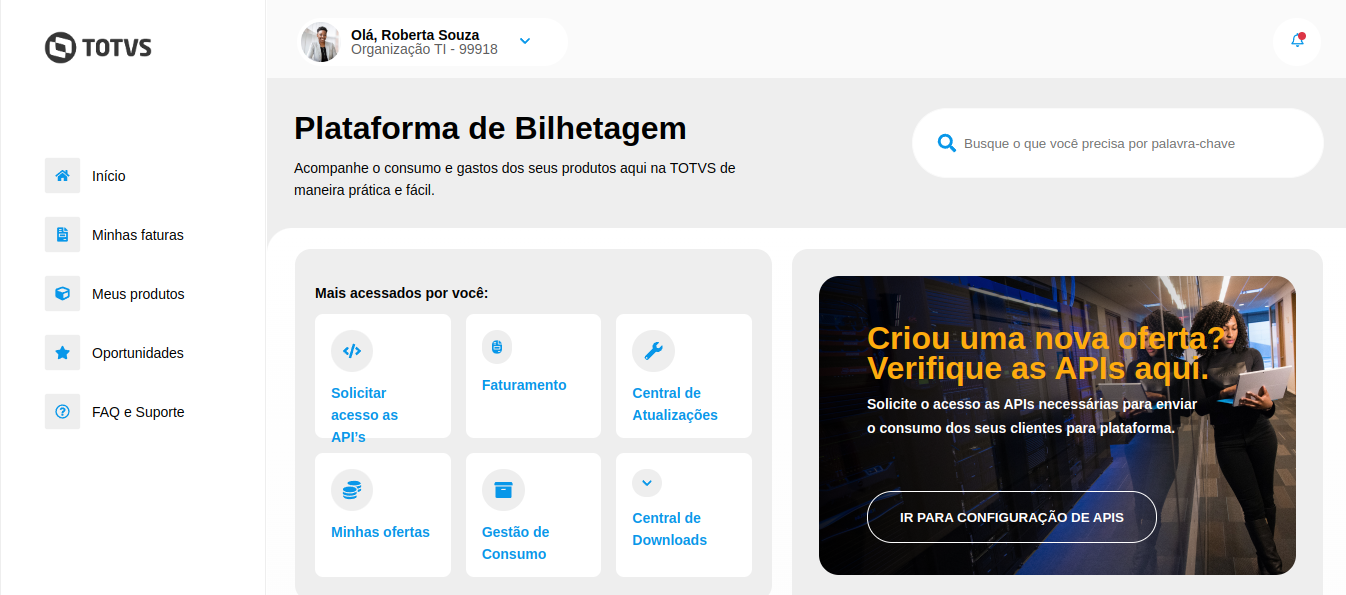 TOTVS
Olá, Roberta Souza
Organização TI - 99918
Início
Minhas faturas
Meus produtos
Oportunidades
FAQ e Suporte
Plataforma de Bilhetagem
Acompanhe o consumo e gastos dos seus produtos aqui na TOTVS de
maneira prática e fácil.
Busque o que você precisa por palavra-chave
Mais acessados por você:
Solicitar
acesso as
API's
Faturamento
Central de
Atualizações
Minhas ofertas
Gestão de
Consumo
Central de
Downloads
Criou uma nova oferta?
Verifique as APIs aqui.
Solicite o acesso as APIs necessárias para enviar
o consumo dos seus clientes para plataforma.
IR PARA CONFIGURAÇÃO DE APIS